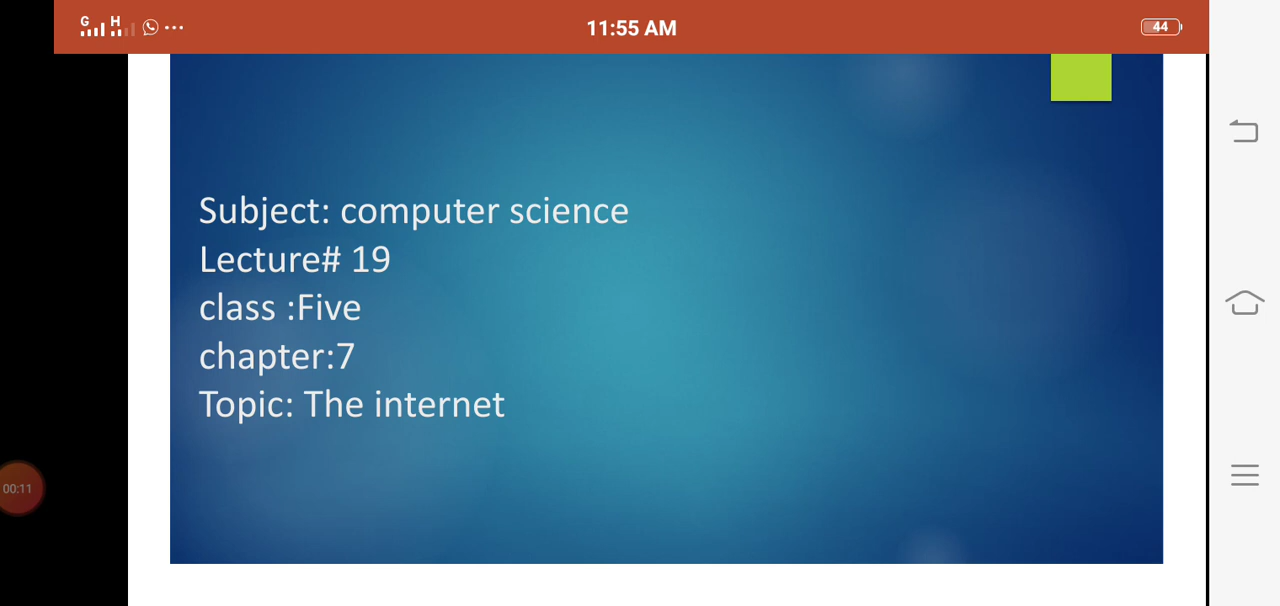 G H 11:55 AM 44
Subject: computer science
Lecture# 19
class :Five
chapter:7
Topic: The internet
00:11